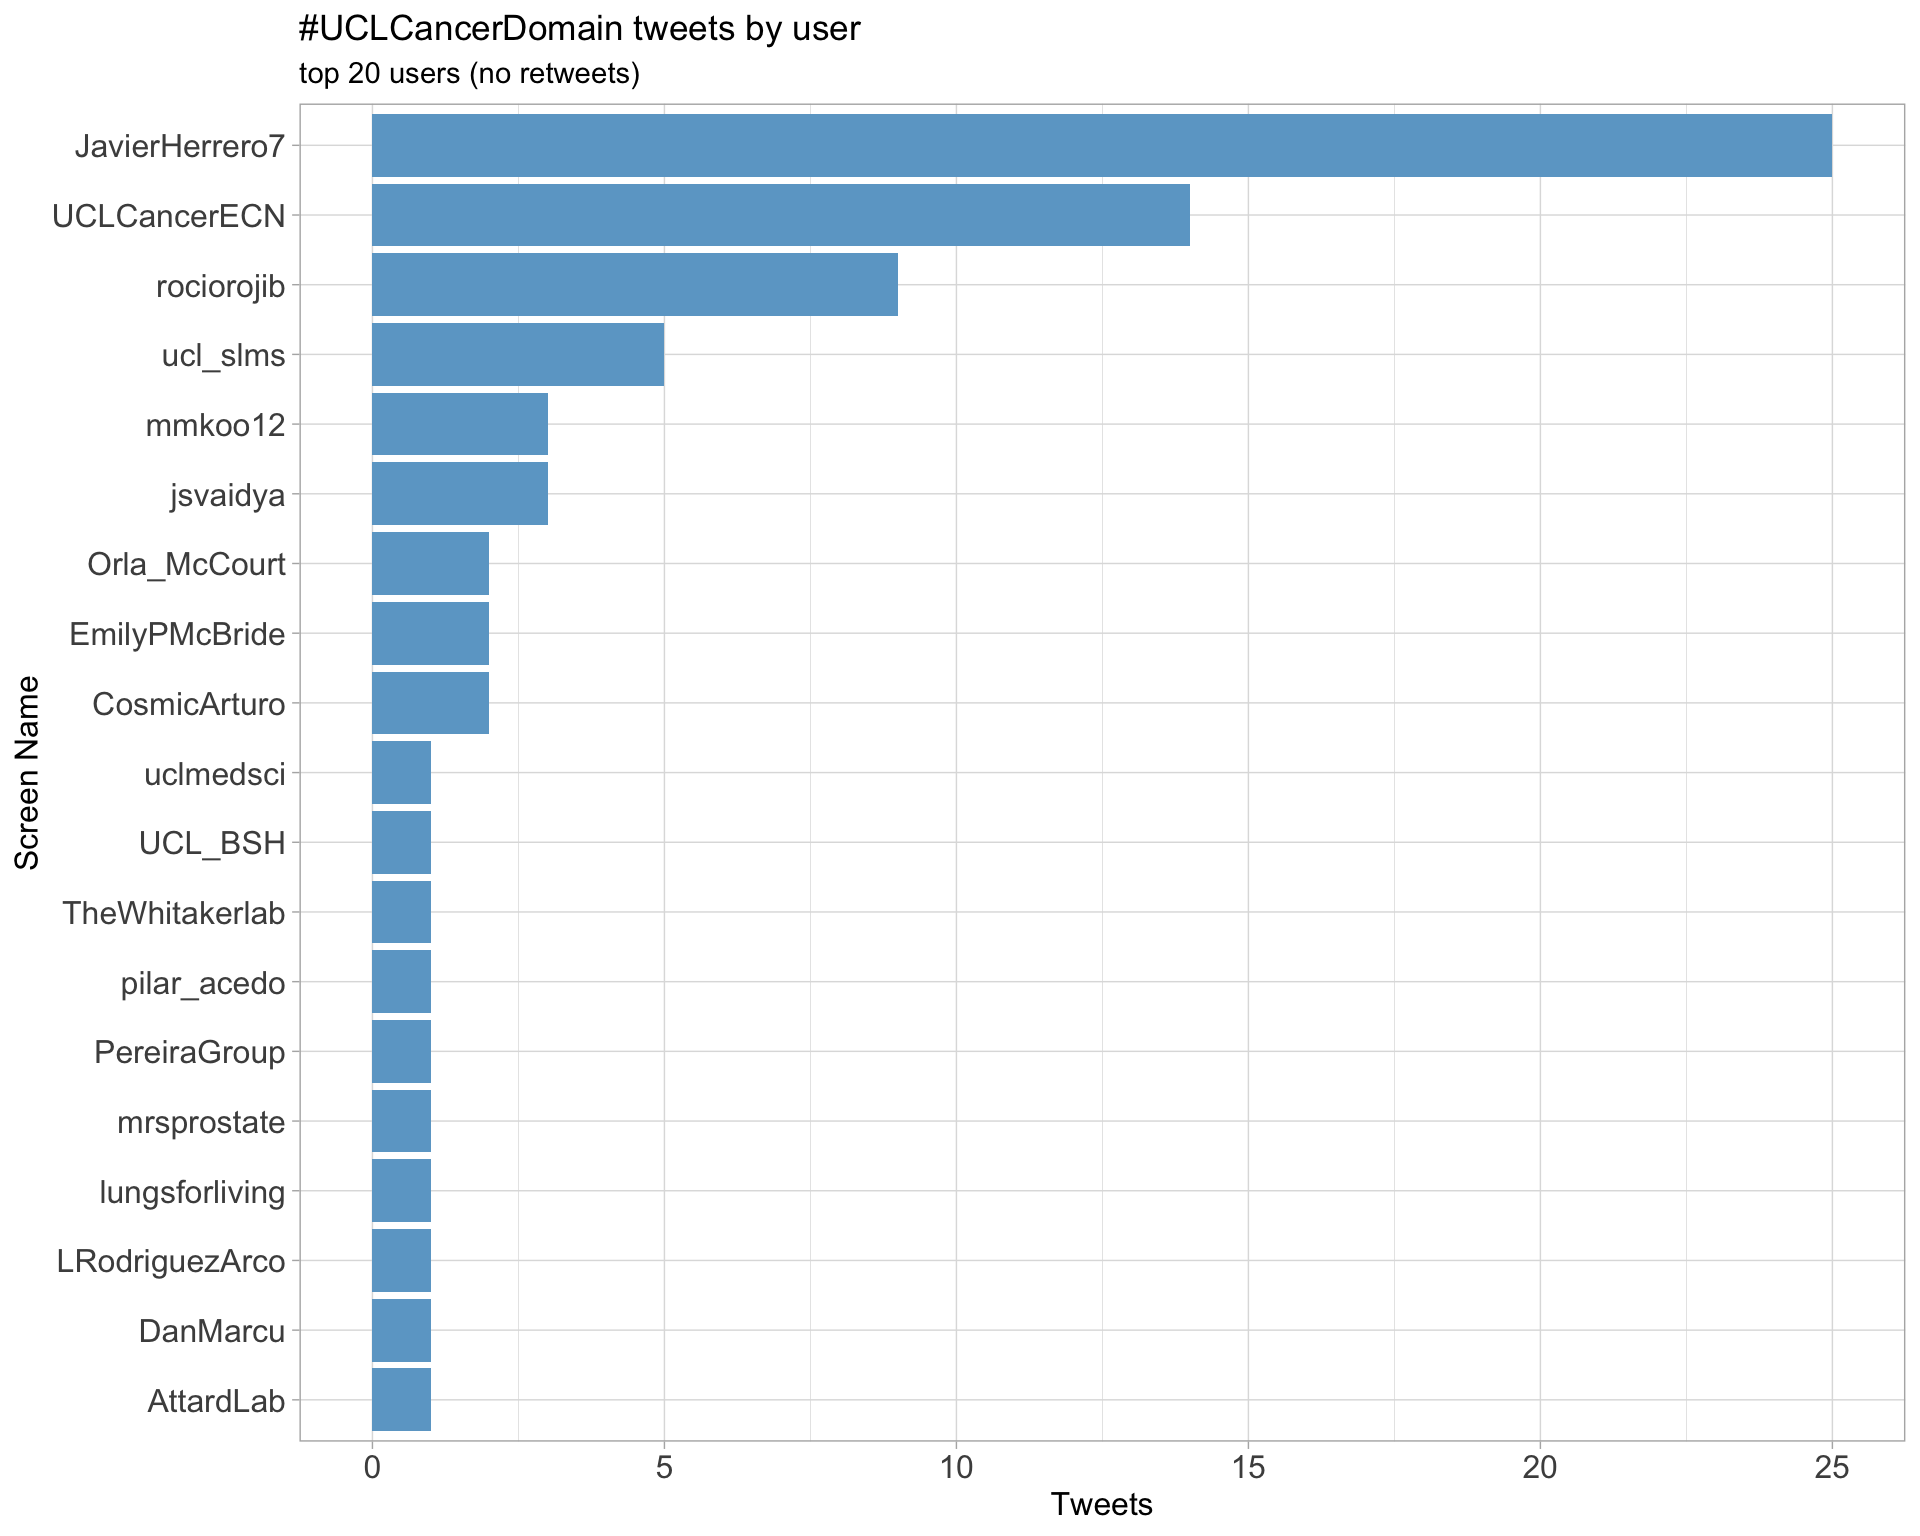 #UCLCancerDomain tweets by user
top 20 users (no retweets)
Screen Name
JavierHerrero7
UCLCancerECN
rociorojib
ucl_slms
mmkoo12
jsvaidya
Orla_McCourt
EmilyPMcBride
CosmicArturo
uclmedsci
UCL_BSH
TheWhitakerlab
pilar_acedo
PereiraGroup
mrsprostate
lungsforliving
LRodriguezArco
DanMarcu
AttardLab
0 5 10 15 20 25
Tweets